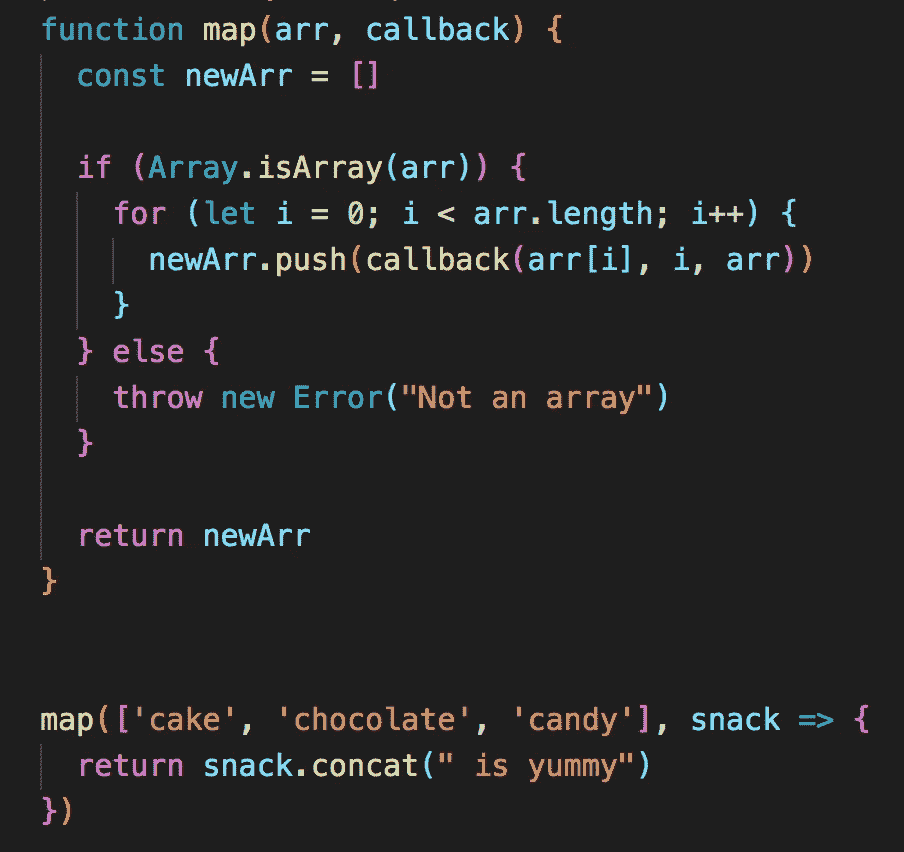 function map(arr, callback) {
  const newArr = []

  if (Array.isArray(arr)) {
    for (let i = 0; i < arr.length; i++) {
      newArr.push(callback(arr[i], i, arr))
    }
  } else {
    throw new Error("Not an array")
  }

  return newArr
}

map(['cake', 'chocolate', 'candy'], snack => {
  return snack.concat(" is yummy")
})